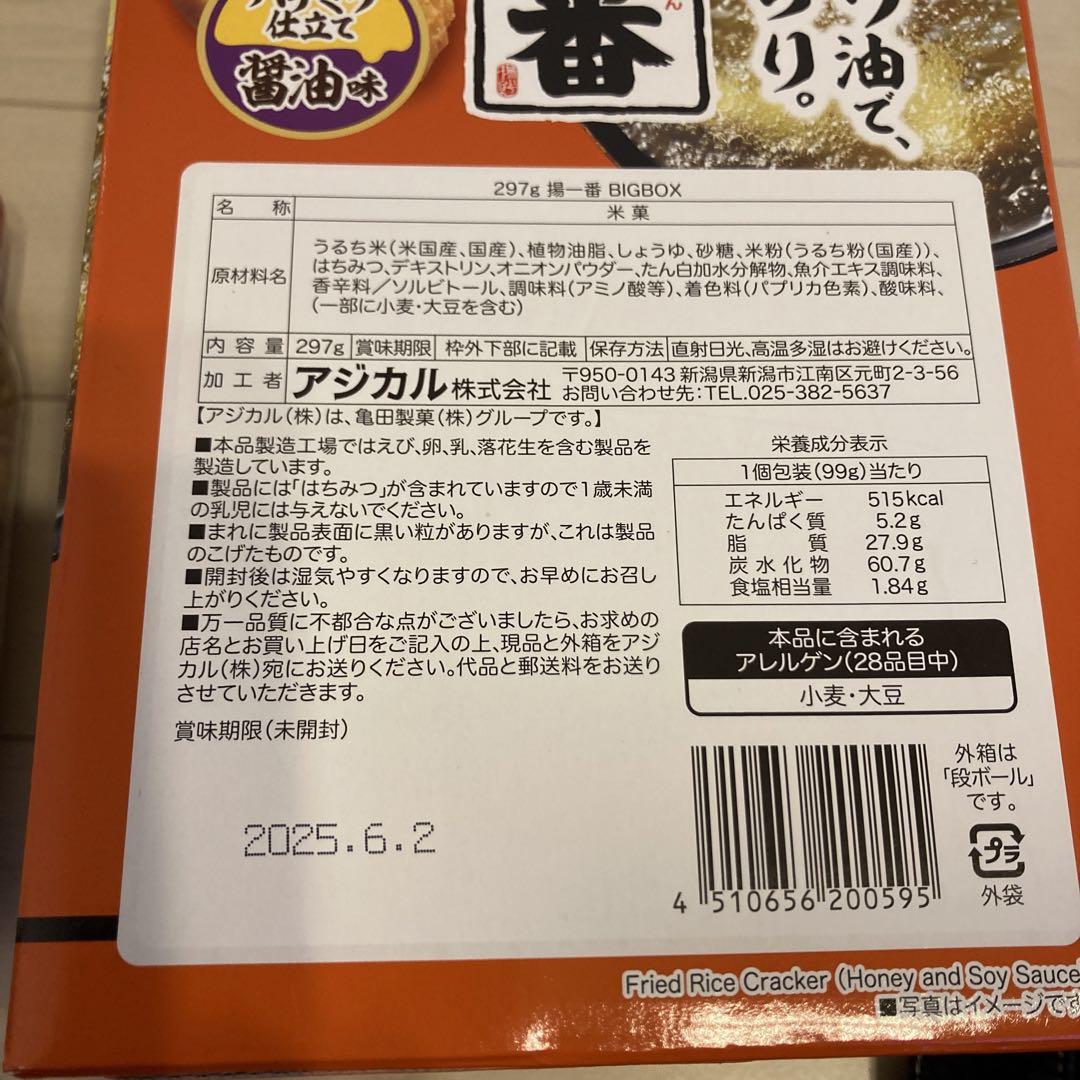 仕立て
醤油味
番
油で、
り。
297g 揚一番 BIGBOX
名称 米菓
原材料名
うるち米(米国産、国産)、植物油脂、しょうゆ、砂糖、米粉(うるち粉(国産))、
はちみつ、デキストリン、オニオンパウダー、たん白加水分解物、魚介エキス調味料、
香辛料／ソルビトール、調味料(アミノ酸等)、着色料(パプリカ色素)、酸味料、
(一部に小麦・大豆を含む)
内容量 297g 賞味期限 枠外下部に記載 保存方法 直射日光、高温多湿はお避けください。
加工者 アジカル株式会社 〒950-0143 新潟県新潟市江南区元町2-3-56
お問い合わせ先：TEL.025-382-5637
【アジカル(株)は、亀田製菓(株)グループです。】
■本品製造工場ではえび、卵、乳、落花生を含む製品を
製造しています。
■製品には「はちみつ」が含まれていますので1歳未満
の乳児には与えないでください。
■まれに製品表面に黒い粒がありますが、これは製品
のこげたものです。
■開封後は湿気やすくなりますので、お早めにお召し
上がりください。
■万一品質に不都合な点がございましたら、お求めの
店名とお買い上げ日をご記入の上、現品と外箱をアジ
カル(株)宛にお送りください。代品と郵送料をお送り
させていただきます。
賞味期限(未開封)
2025.6.2
栄養成分表示
1個包装(99g)当たり
エネルギー 515kcal
たんぱく質 5.2g
脂質 27.9g
炭水化物 60.7g
食塩相当量 1.84g
本品に含まれる
アレルゲン(28品目中)
小麦・大豆
外箱は
「段ボール」
です。
プラ
外袋
4 510656 200595
Fried Rice Cracker (Honey and Soy Sauce
■写真はイメージです